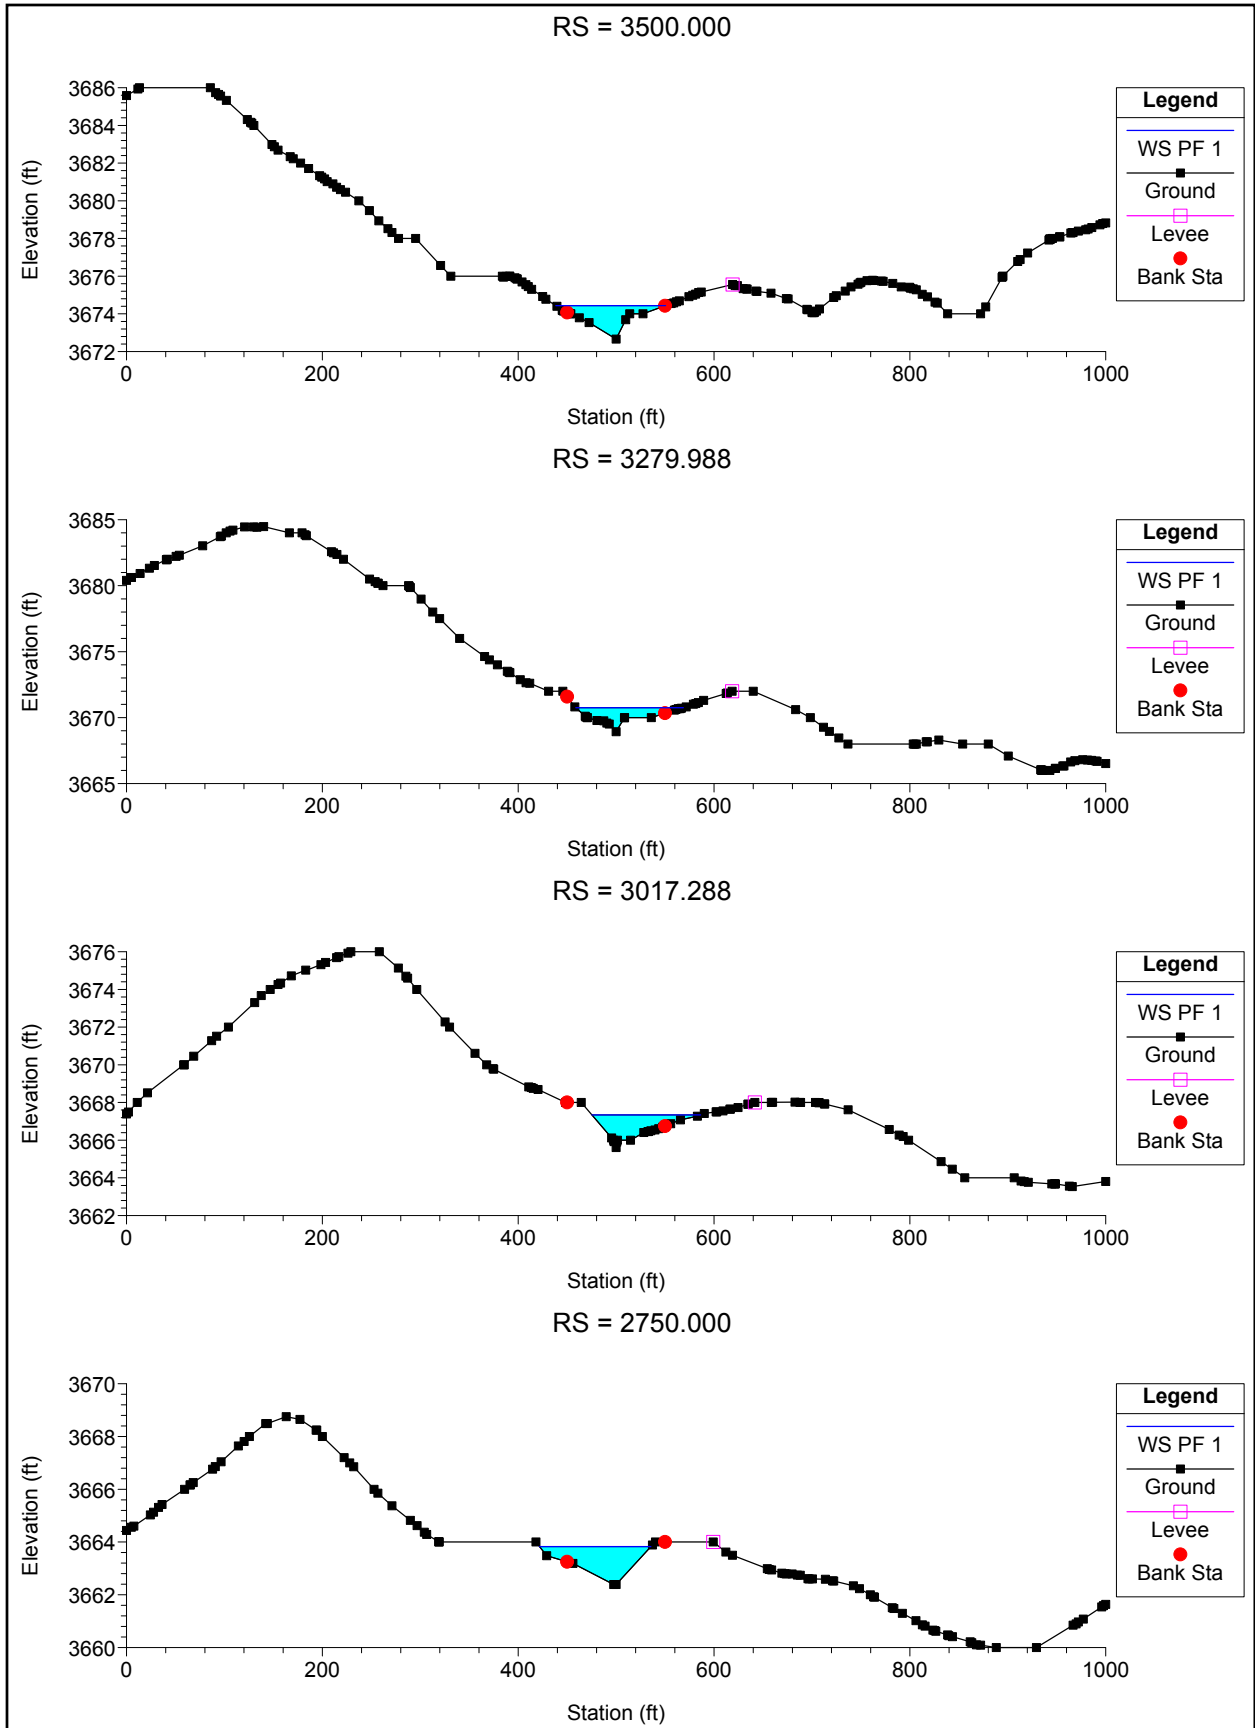 RS = 3500.000
Elevation (ft)
3686
3684
3682
3680
3678
3676
3674
3672
0 200 400 600 800 1000
Station (ft)
Legend
WS PF 1
Ground
Levee
Bank Sta
RS = 3279.988
Elevation (ft)
3685
3680
3675
3670
3665
0 200 400 600 800 1000
Station (ft)
Legend
WS PF 1
Ground
Levee
Bank Sta
RS = 3017.288
Elevation (ft)
3676
3674
3672
3670
3668
3666
3664
3662
0 200 400 600 800 1000
Station (ft)
Legend
WS PF 1
Ground
Levee
Bank Sta
RS = 2750.000
Elevation (ft)
3670
3668
3666
3664
3662
3660
0 200 400 600 800 1000
Station (ft)
Legend
WS PF 1
Ground
Levee
Bank Sta